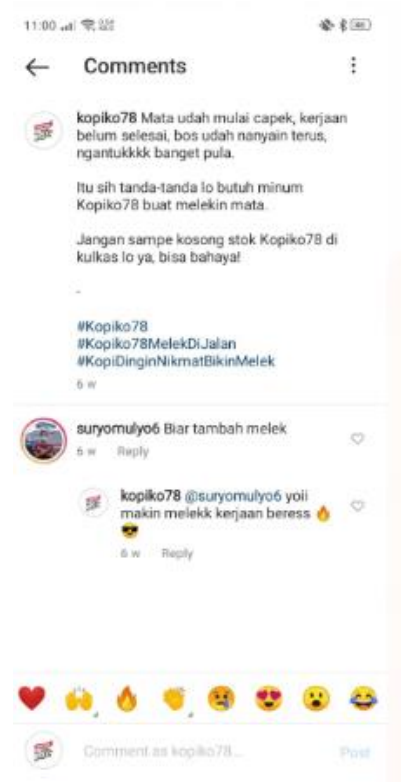 11:00
Comments
kopiko78 Mata udah mulai capek, kerjaan
belum selesai, bos udah nanyain terus,
ngantukkkk banget pula.
Itu sih tanda-tanda lo butuh minum
Kopiko78 buat melekin mata.
Jangan sampe kosong stok Kopiko78 di
kulkas lo ya, bisa bahaya!
.
#Kopiko78
#Kopiko78MelekDiJalan
#KopiDinginNikmatBikinMelek
6 w
suryomulyo6 Biar tambah melek
6 w Reply
kopiko78 @suryomulyo6 yoii
makin melekk kerjaan beress 🔥
😎
6 w Reply
❤️ 🙌 🔥 👏 😢 😍 😮 😂
Comment as kopiko78...
Post